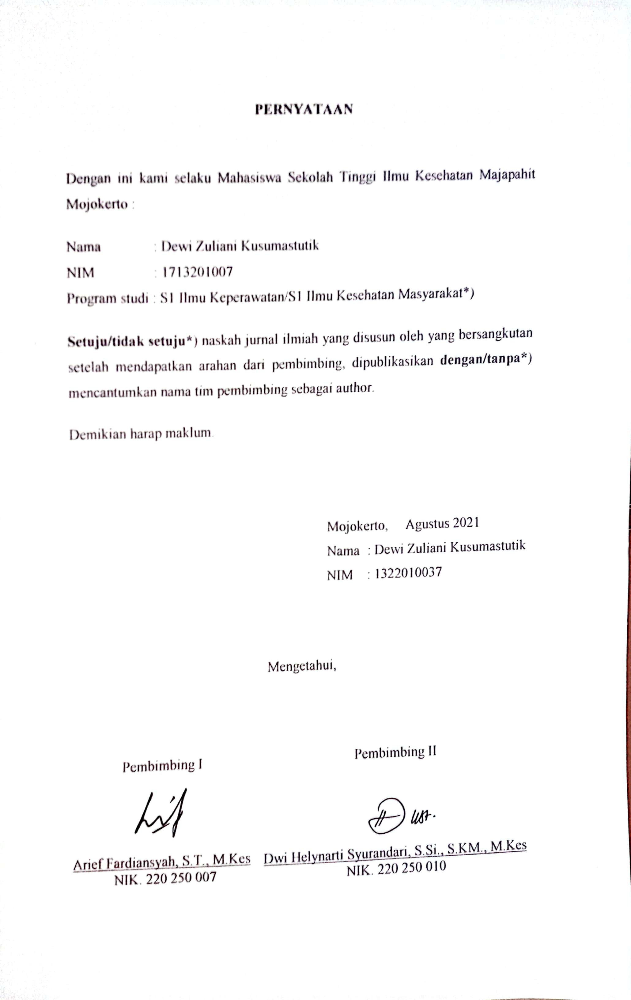 PERNYATAAN
Dengan ini kami selaku Mahasiswa Sekolah Tinggi Ilmu Kesehatan Majapahit
Mojokerto :
Nama : Dewi Zuliani Kusumastutik
NIM : 1713201007
Program studi : S1 Ilmu Keperawatan/S1 Ilmu Kesehatan Masyarakat*)
Setuju/tidak setuju*) naskah jurnal ilmiah yang disusun oleh yang bersangkutan
setelah mendapatkan arahan dari pembimbing, dipublikasikan dengan/tanpa*)
mencantumkan nama tim pembimbing sebagai author.
Demikian harap maklum.
Mojokerto, Agustus 2021
Nama : Dewi Zuliani Kusumastutik
NIM : 1322010037
Mengetahui,
Pembimbing I
Arief Fardiansyah, S.T., M.Kes
NIK. 220 250 007
Pembimbing II
Dwi Helynarti Syurandari, S.Si., S.KM., M.Kes
NIK. 220 250 010